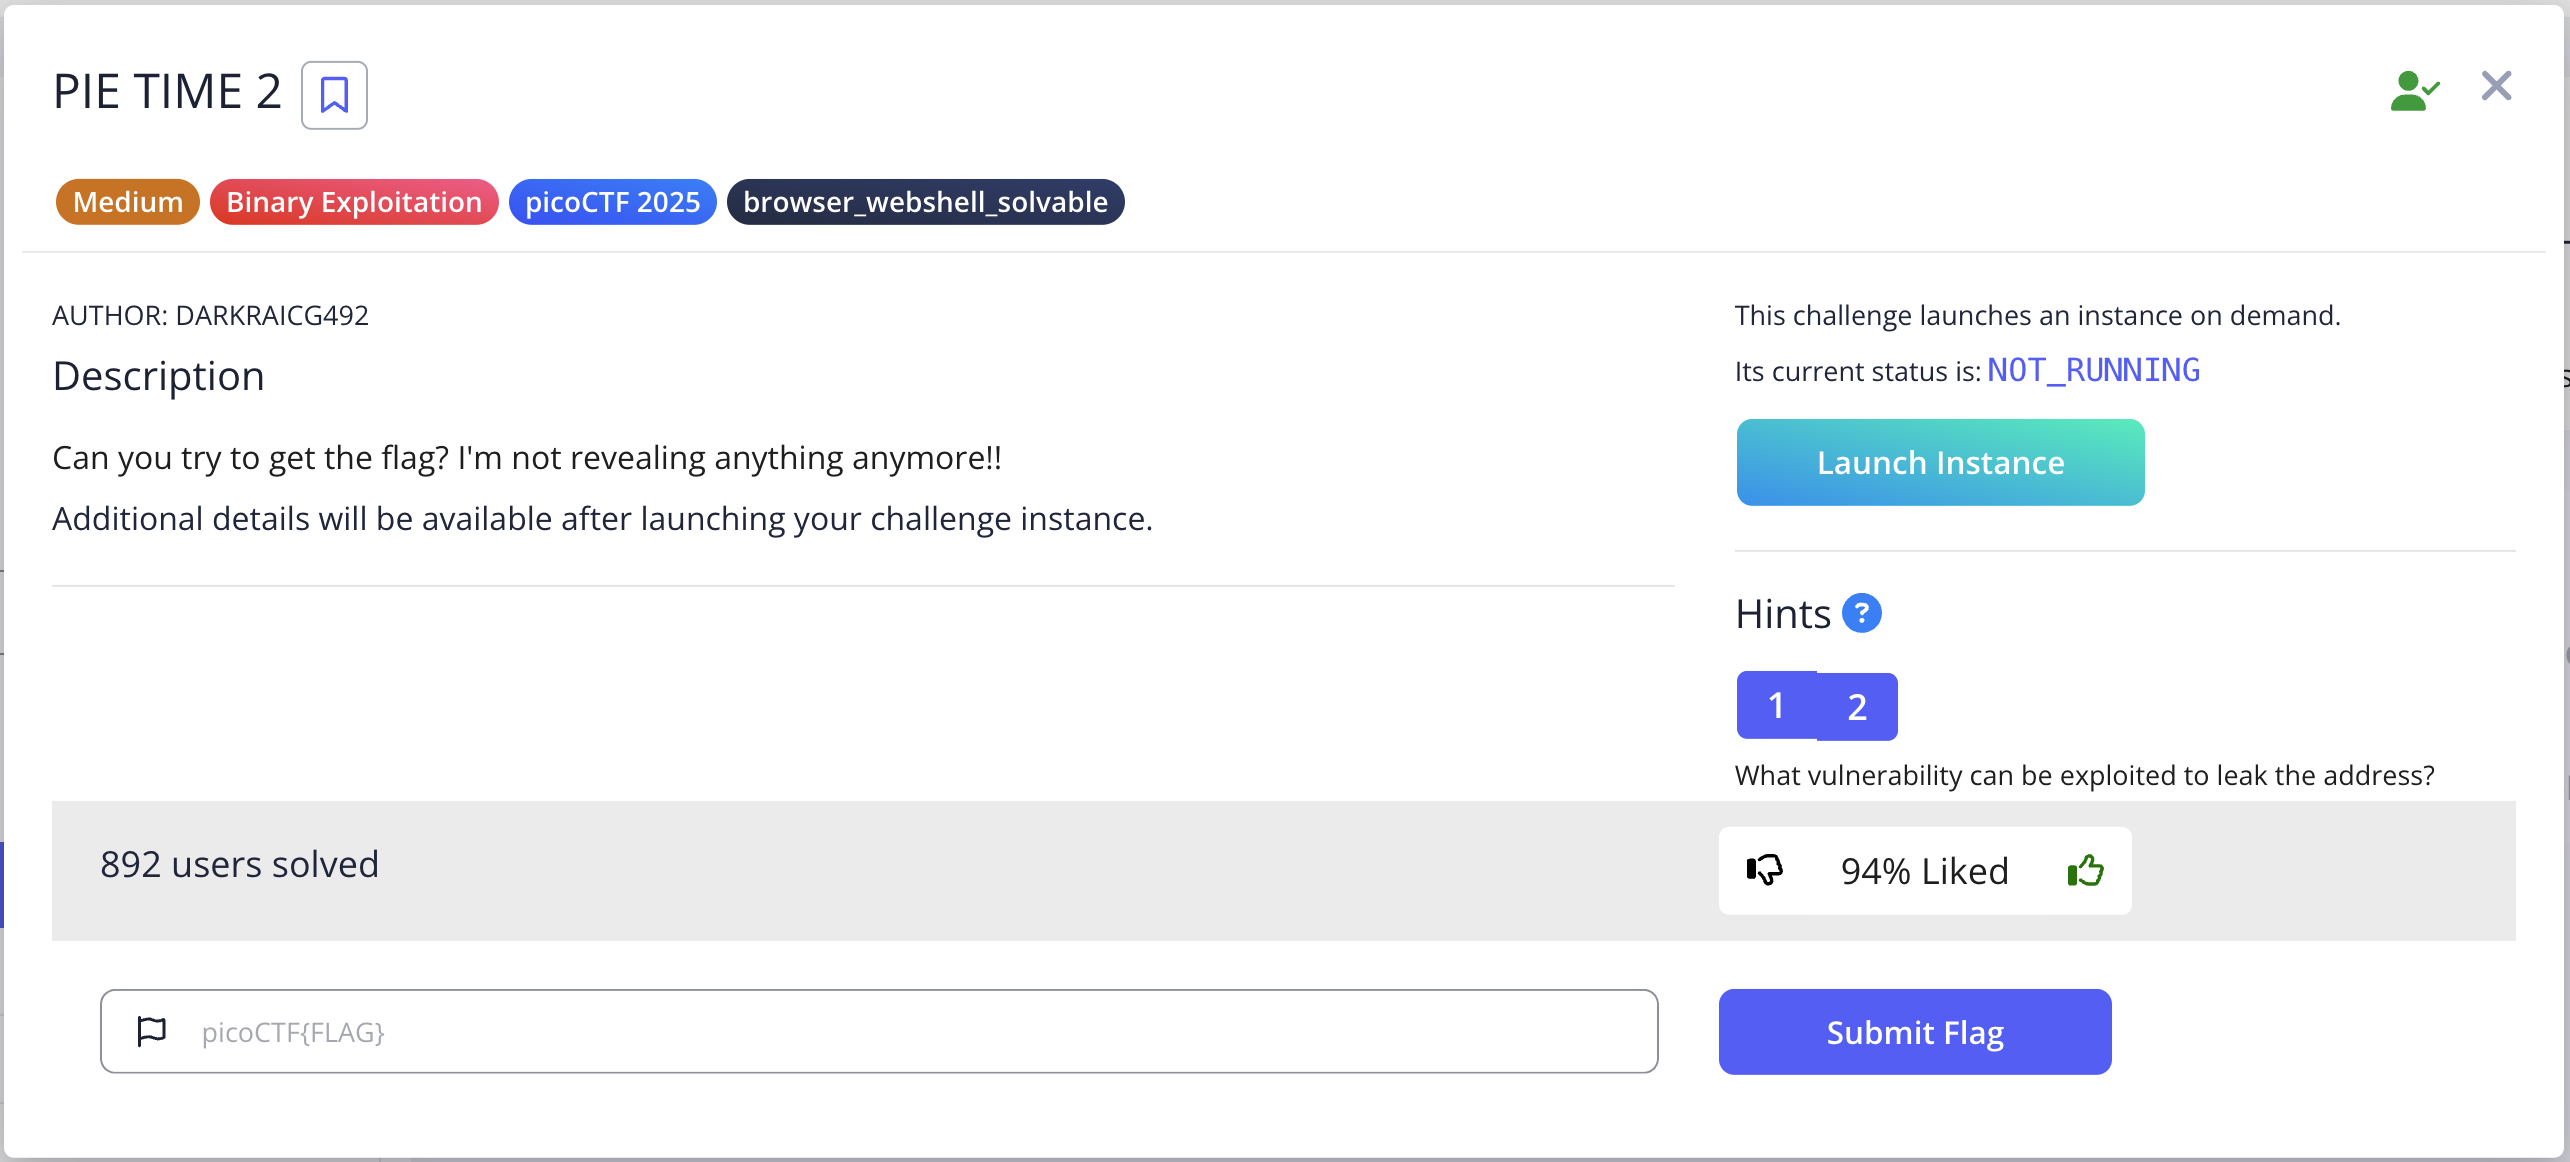 PIE TIME 2
Medium Binary Exploitation picoCTF 2025 browser_webshell_solvable
AUTHOR: DARKRAICG492
Description
Can you try to get the flag? I'm not revealing anything anymore!!
Additional details will be available after launching your challenge instance.
This challenge launches an instance on demand.
Its current status is: NOT_RUNNING
Launch Instance
Hints ?
1 2
What vulnerability can be exploited to leak the address?
892 users solved
94% Liked
picoCTF{FLAG}
Submit Flag